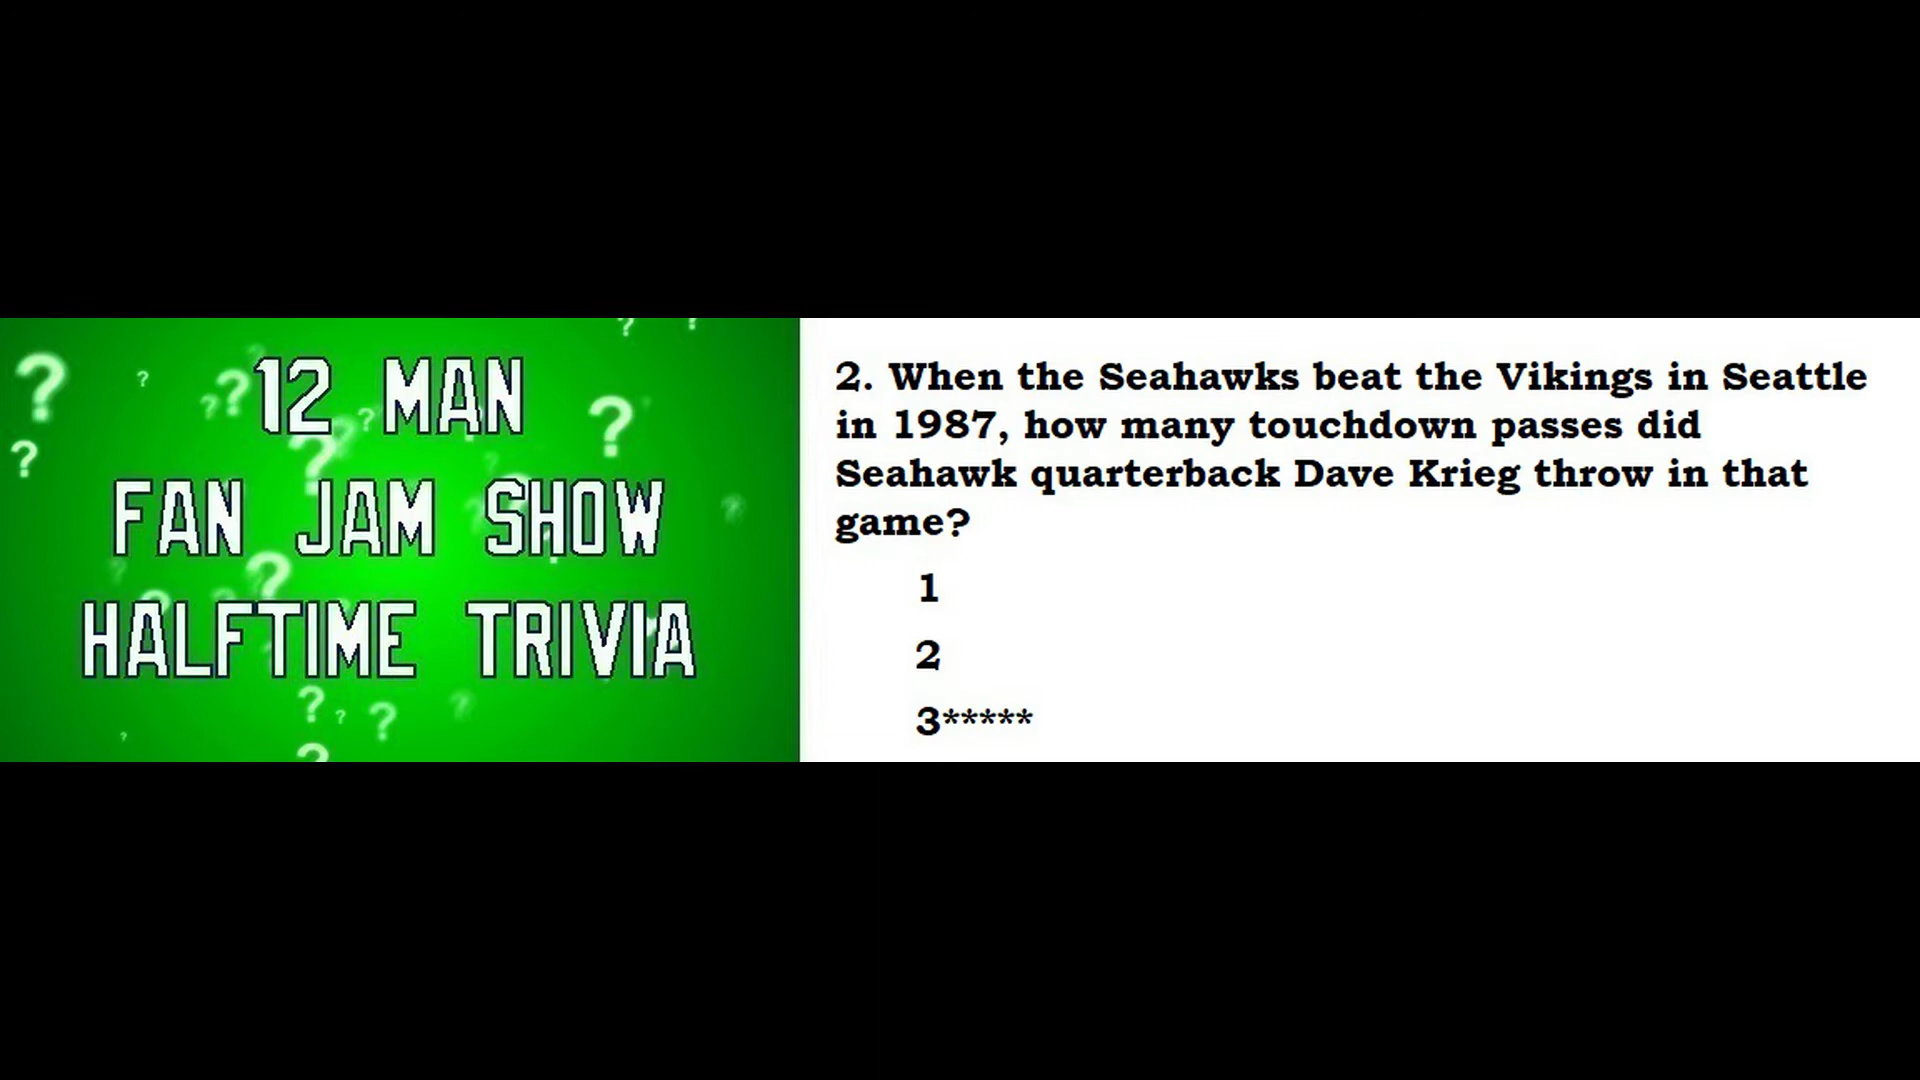 12 MAN
FAN JAM SHOW
HALFTIME TRIVIA
2. When the Seahawks beat the Vikings in Seattle
in 1987, how many touchdown passes did
Seahawk quarterback Dave Krieg throw in that
game?
1
2
3*****